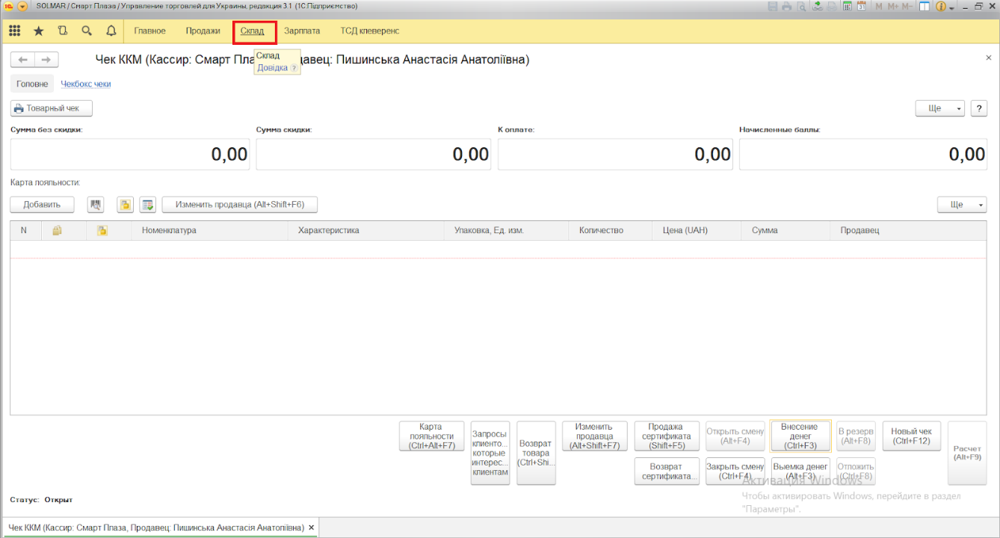 SOLMAR / Смарт Плаза / Управление торговлей для Украины, редакция 3.1 (1С:Підприємство)
M M+ M-
Главное Продажи Склад Зарплата ТСД клеверенс
Чек ККМ (Кассир: Смарт Пла авец: Пишинська Анастасія Анатоліївна)
Склад
Довідка ?
Головне Чекбокс чеки
Товарный чек Ще ?
Сумма без скидки: Сумма скидки: К оплате: Начисленные баллы:
0,00 0,00 0,00 0,00
Карта лояльности:
Добавить Изменить продавца (Alt+Shift+F6) Ще
N Номенклатура Характеристика Упаковка, Ед. изм. Количество Цена (UAH) Сумма Продавец
Карта лояльности (Ctrl+Alt+F7)
Запросы клиенто... которые интерес... клиентам
Возврат товара (Ctrl+Shi...
Изменить продавца (Alt+Shift+F7)
Продажа сертификата (Shift+F5)
Открыть смену (Alt+F4)
Внесение денег (Ctrl+F3)
В резерв (Alt+F8)
Новый чек (Ctrl+F12)
Расчет (Alt+F9)
Возврат сертификата...
Закрыть смену (Ctrl+F4)
Выемка денег (Alt+F3)
Отложить (Ctrl+F8)
Активация Windows
Чтобы активировать Windows, перейдите в раздел
"Параметры".
Статус: Открыт
Чек ККМ (Кассир: Смарт Плаза, Продавец: Пишинська Анастасія Анатоліївна) ×